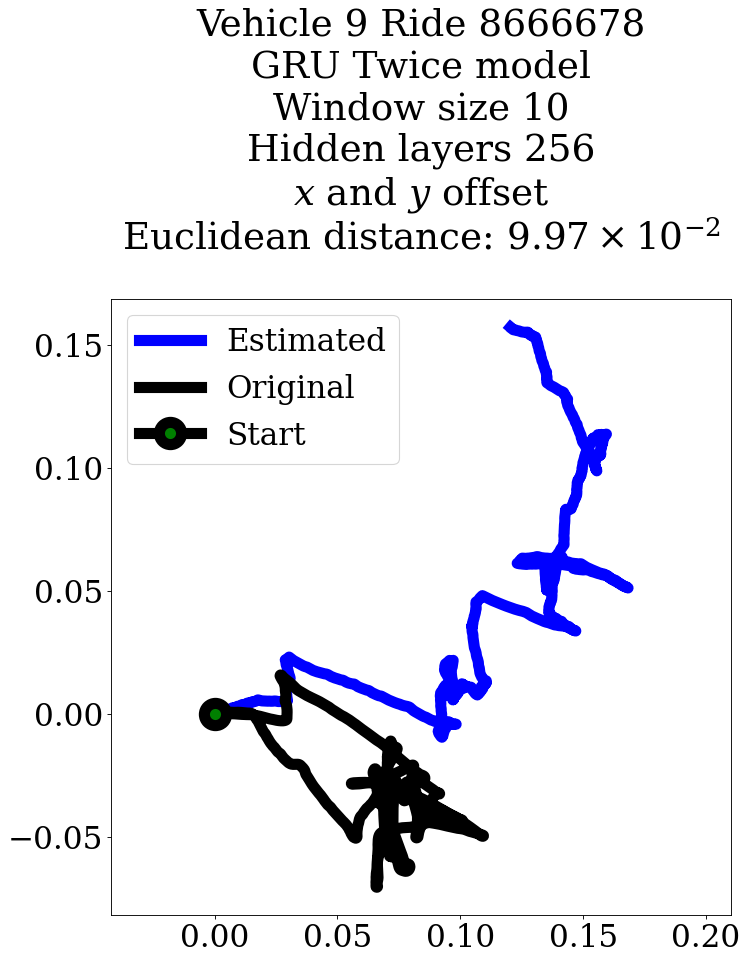 Vehicle 9 Ride 8666678
GRU Twice model
Window size 10
Hidden layers 256
x and y offset
Euclidean distance: 9.97 × 10⁻²
Estimated
Original
Start
0.15
0.10
0.05
0.00
−0.05
0.00 0.05 0.10 0.15 0.20